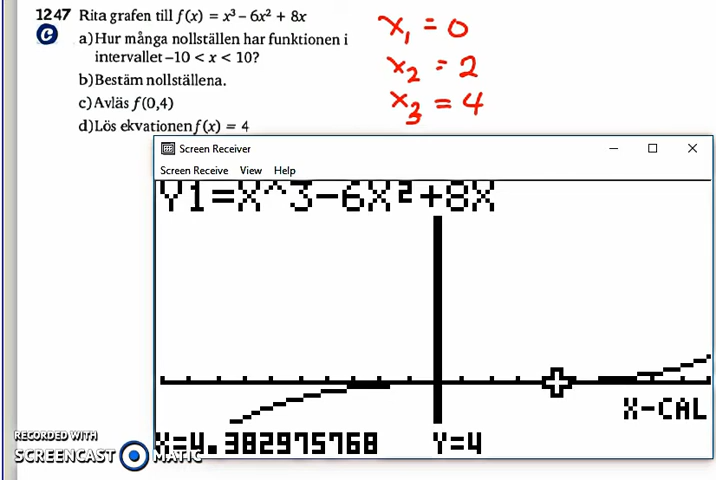 1247 Rita grafen till f(x) = x³ – 6x² + 8x
C
a) Hur många nollställen har funktionen i
intervallet –10 < x < 10?
b) Bestäm nollställena.
c) Avläs f(0,4)
d) Lös ekvationen f(x) = 4
x₁ = 0
x₂ = 2
x₃ = 4
Screen Receiver
Screen Receive View Help
Y1=X^3-6X²+8X
X-CAL
X=4.382975768 Y=4
RECORDED WITH
SCREENCAST MATIC